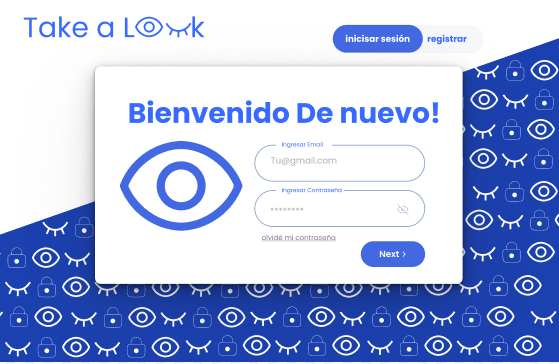 Take a Look
inicisar sesión
registrar
Bienvenido De nuevo!
Ingresar Email
Tu@gmail.com
Ingresar Contraseña
********
olvidé mi contraseña
Next ›